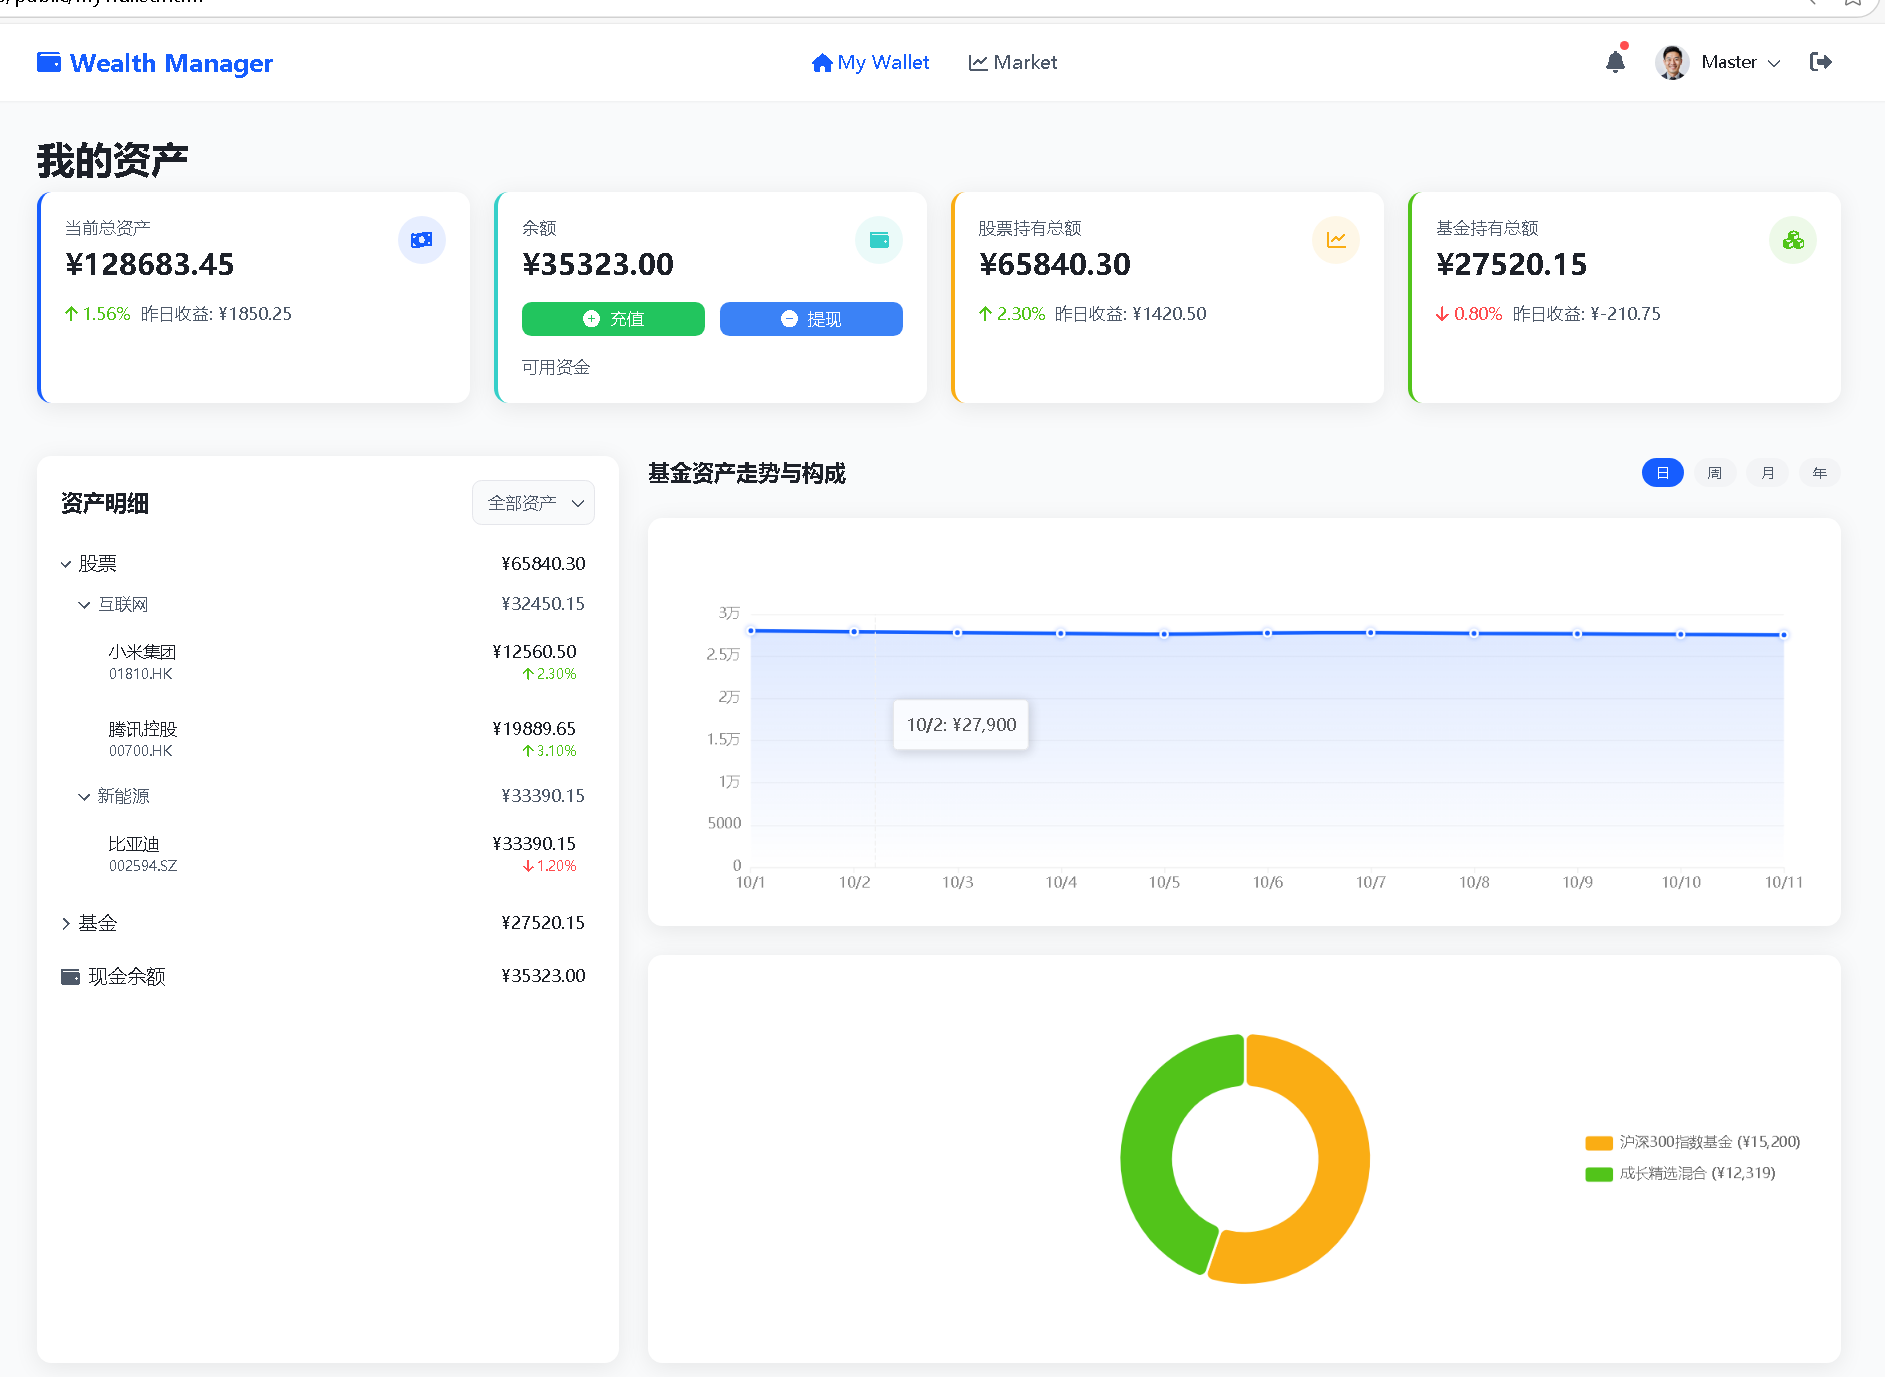 Wealth Manager
My Wallet
Market
Master
我的资产
当前总资产
¥128683.45
1.56% 昨日收益: ¥1850.25
余额
¥35323.00
充值
提现
可用资金
股票持有总额
¥65840.30
2.30% 昨日收益: ¥1420.50
基金持有总额
¥27520.15
0.80% 昨日收益: ¥-210.75
资产明细
全部资产
股票 ¥65840.30
互联网 ¥32450.15
小米集团 ¥12560.50
01810.HK 2.30%
腾讯控股 ¥19889.65
00700.HK 3.10%
新能源 ¥33390.15
比亚迪 ¥33390.15
002594.SZ 1.20%
基金 ¥27520.15
现金余额 ¥35323.00
基金资产走势与构成
日 周 月 年
3万
2.5万
2万
1.5万
1万
5000
0
10/2: ¥27,900
10/1 10/2 10/3 10/4 10/5 10/6 10/7 10/8 10/9 10/10 10/11
沪深300指数基金 (¥15,200)
成长精选混合 (¥12,319)